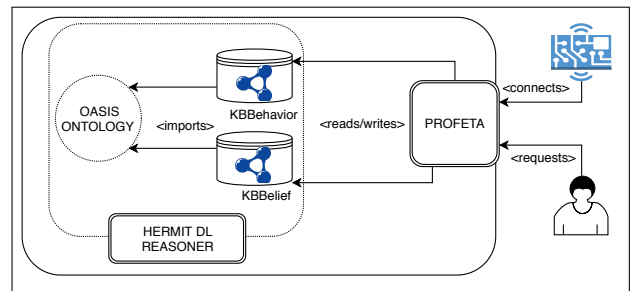 <connects>
OASIS
ONTOLOGY
KBBehavior
<imports>
<reads/writes>
PROFETA
<requests>
KBBelief
HERMIT DL
REASONER